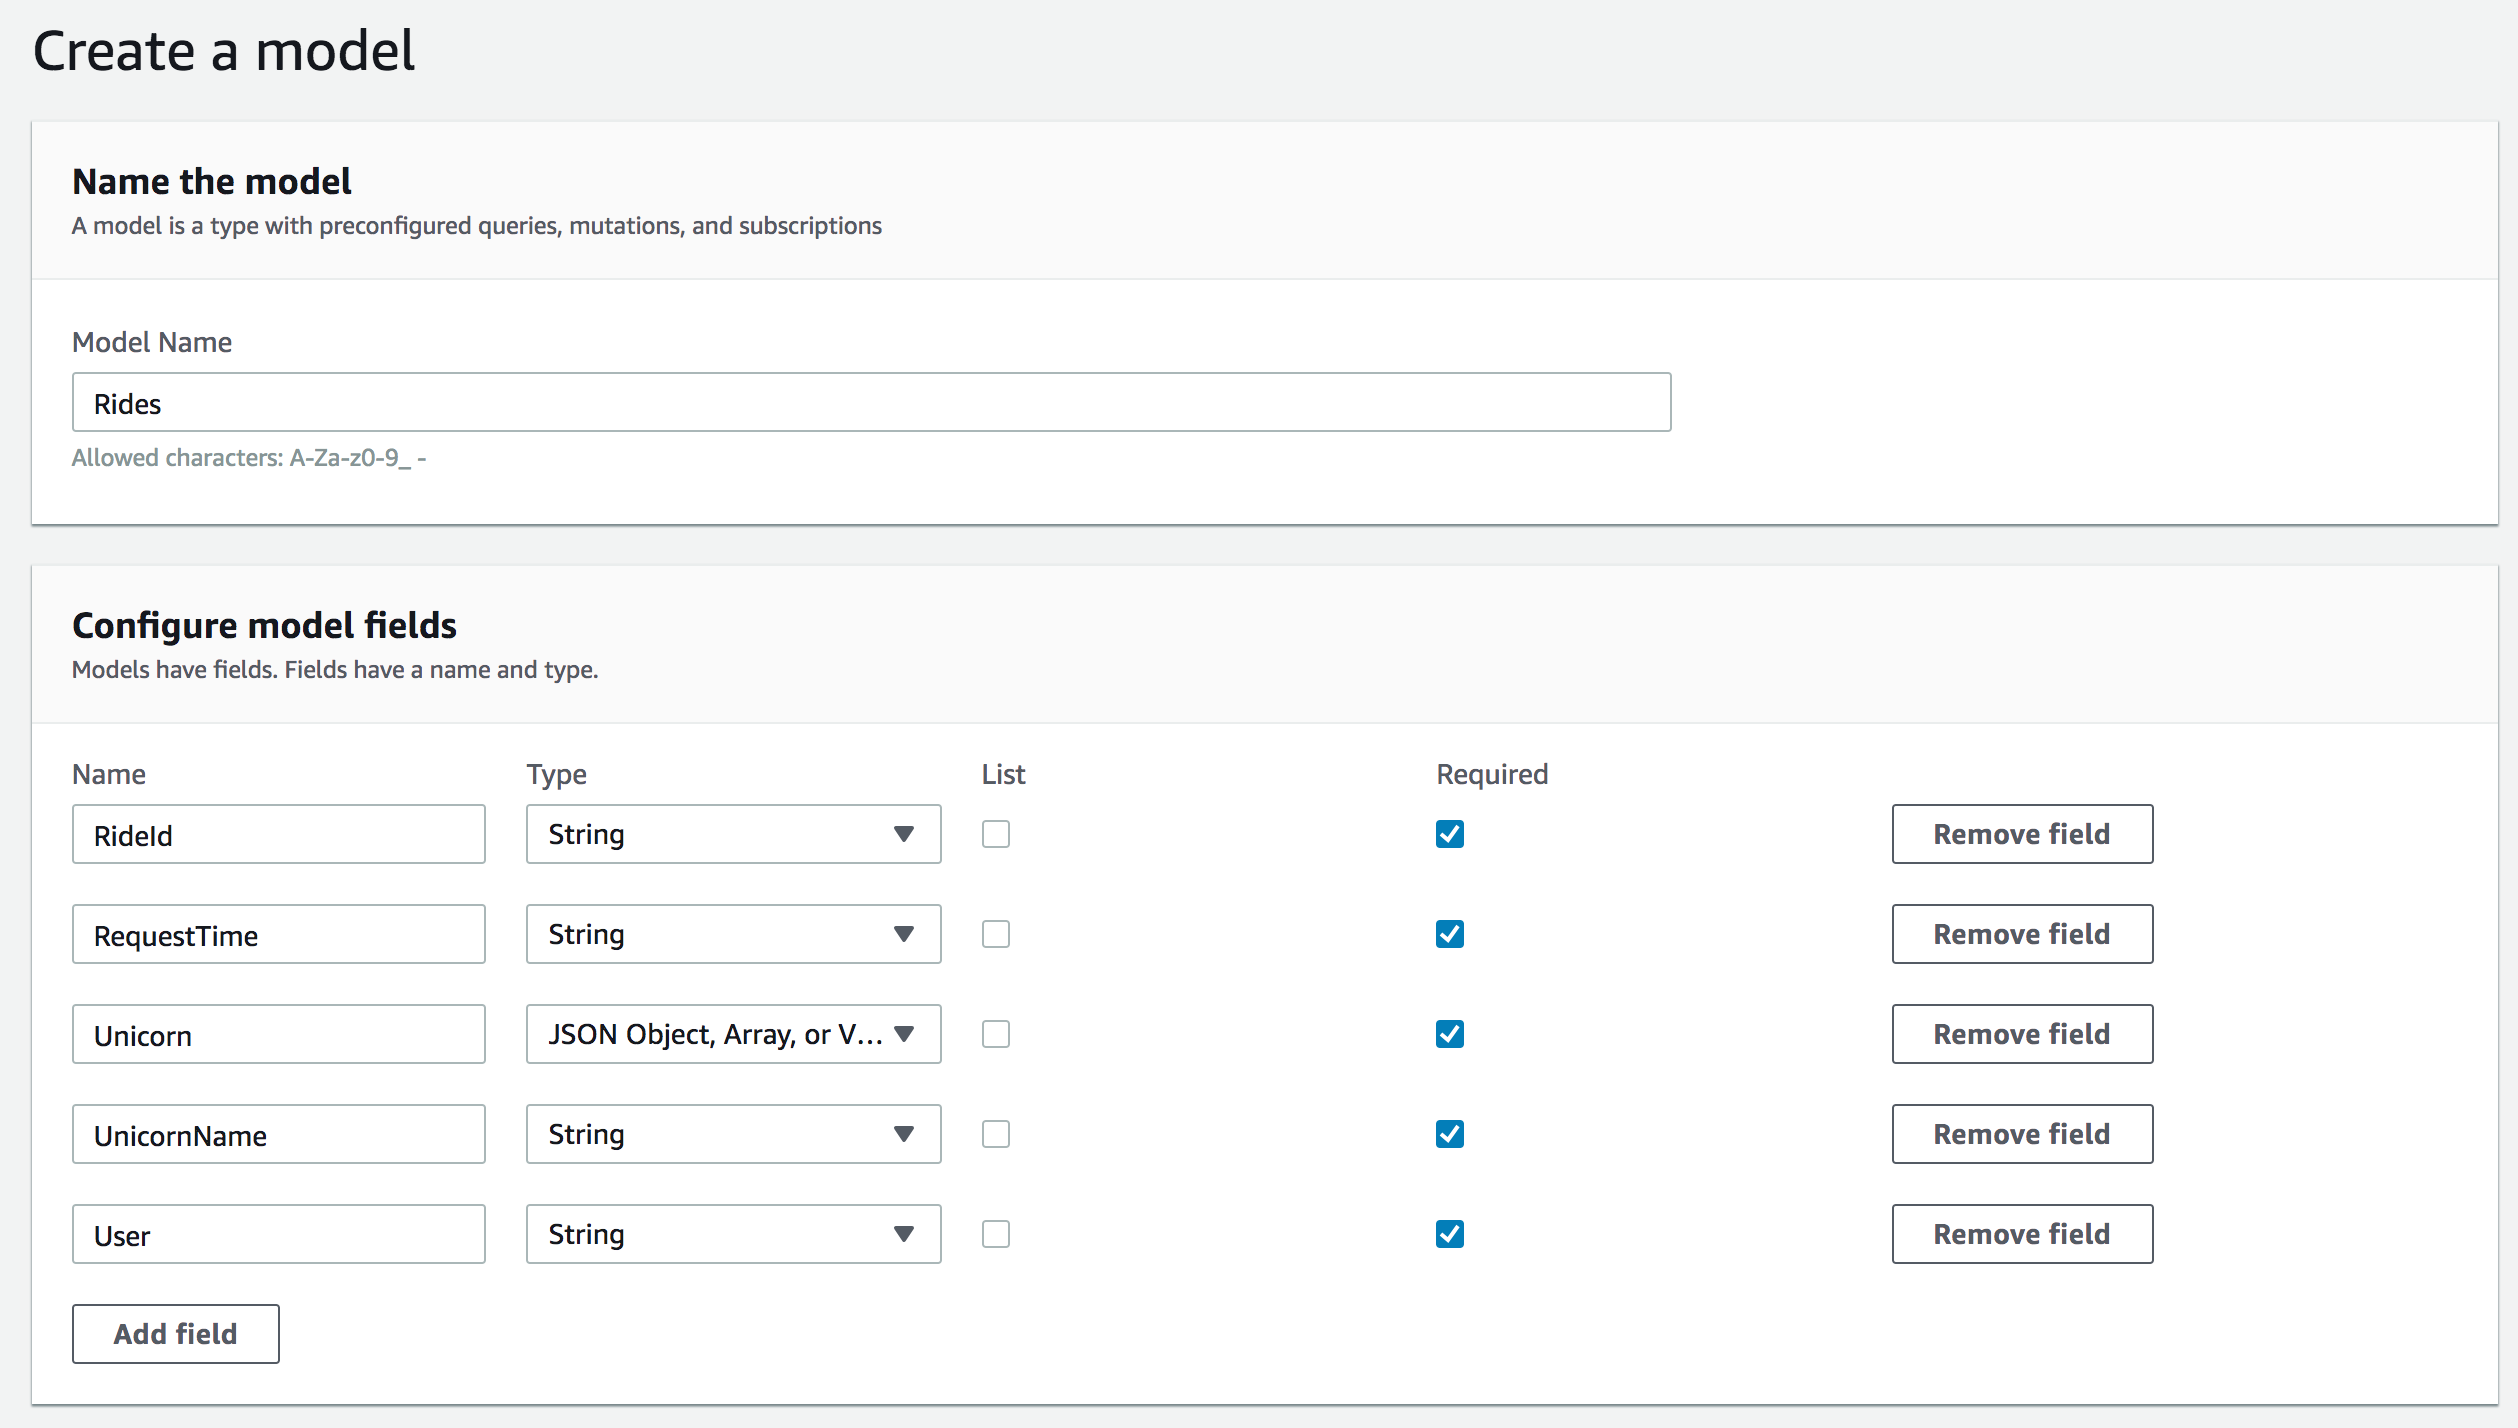 Create a model
Name the model
A model is a type with preconfigured queries, mutations, and subscriptions
Model Name
Rides
Allowed characters: A-Za-z0-9_ -
Configure model fields
Models have fields. Fields have a name and type.
Name Type List Required
RideId String Remove field
RequestTime String Remove field
Unicorn JSON Object, Array, or V... Remove field
UnicornName String Remove field
User String Remove field
Add field